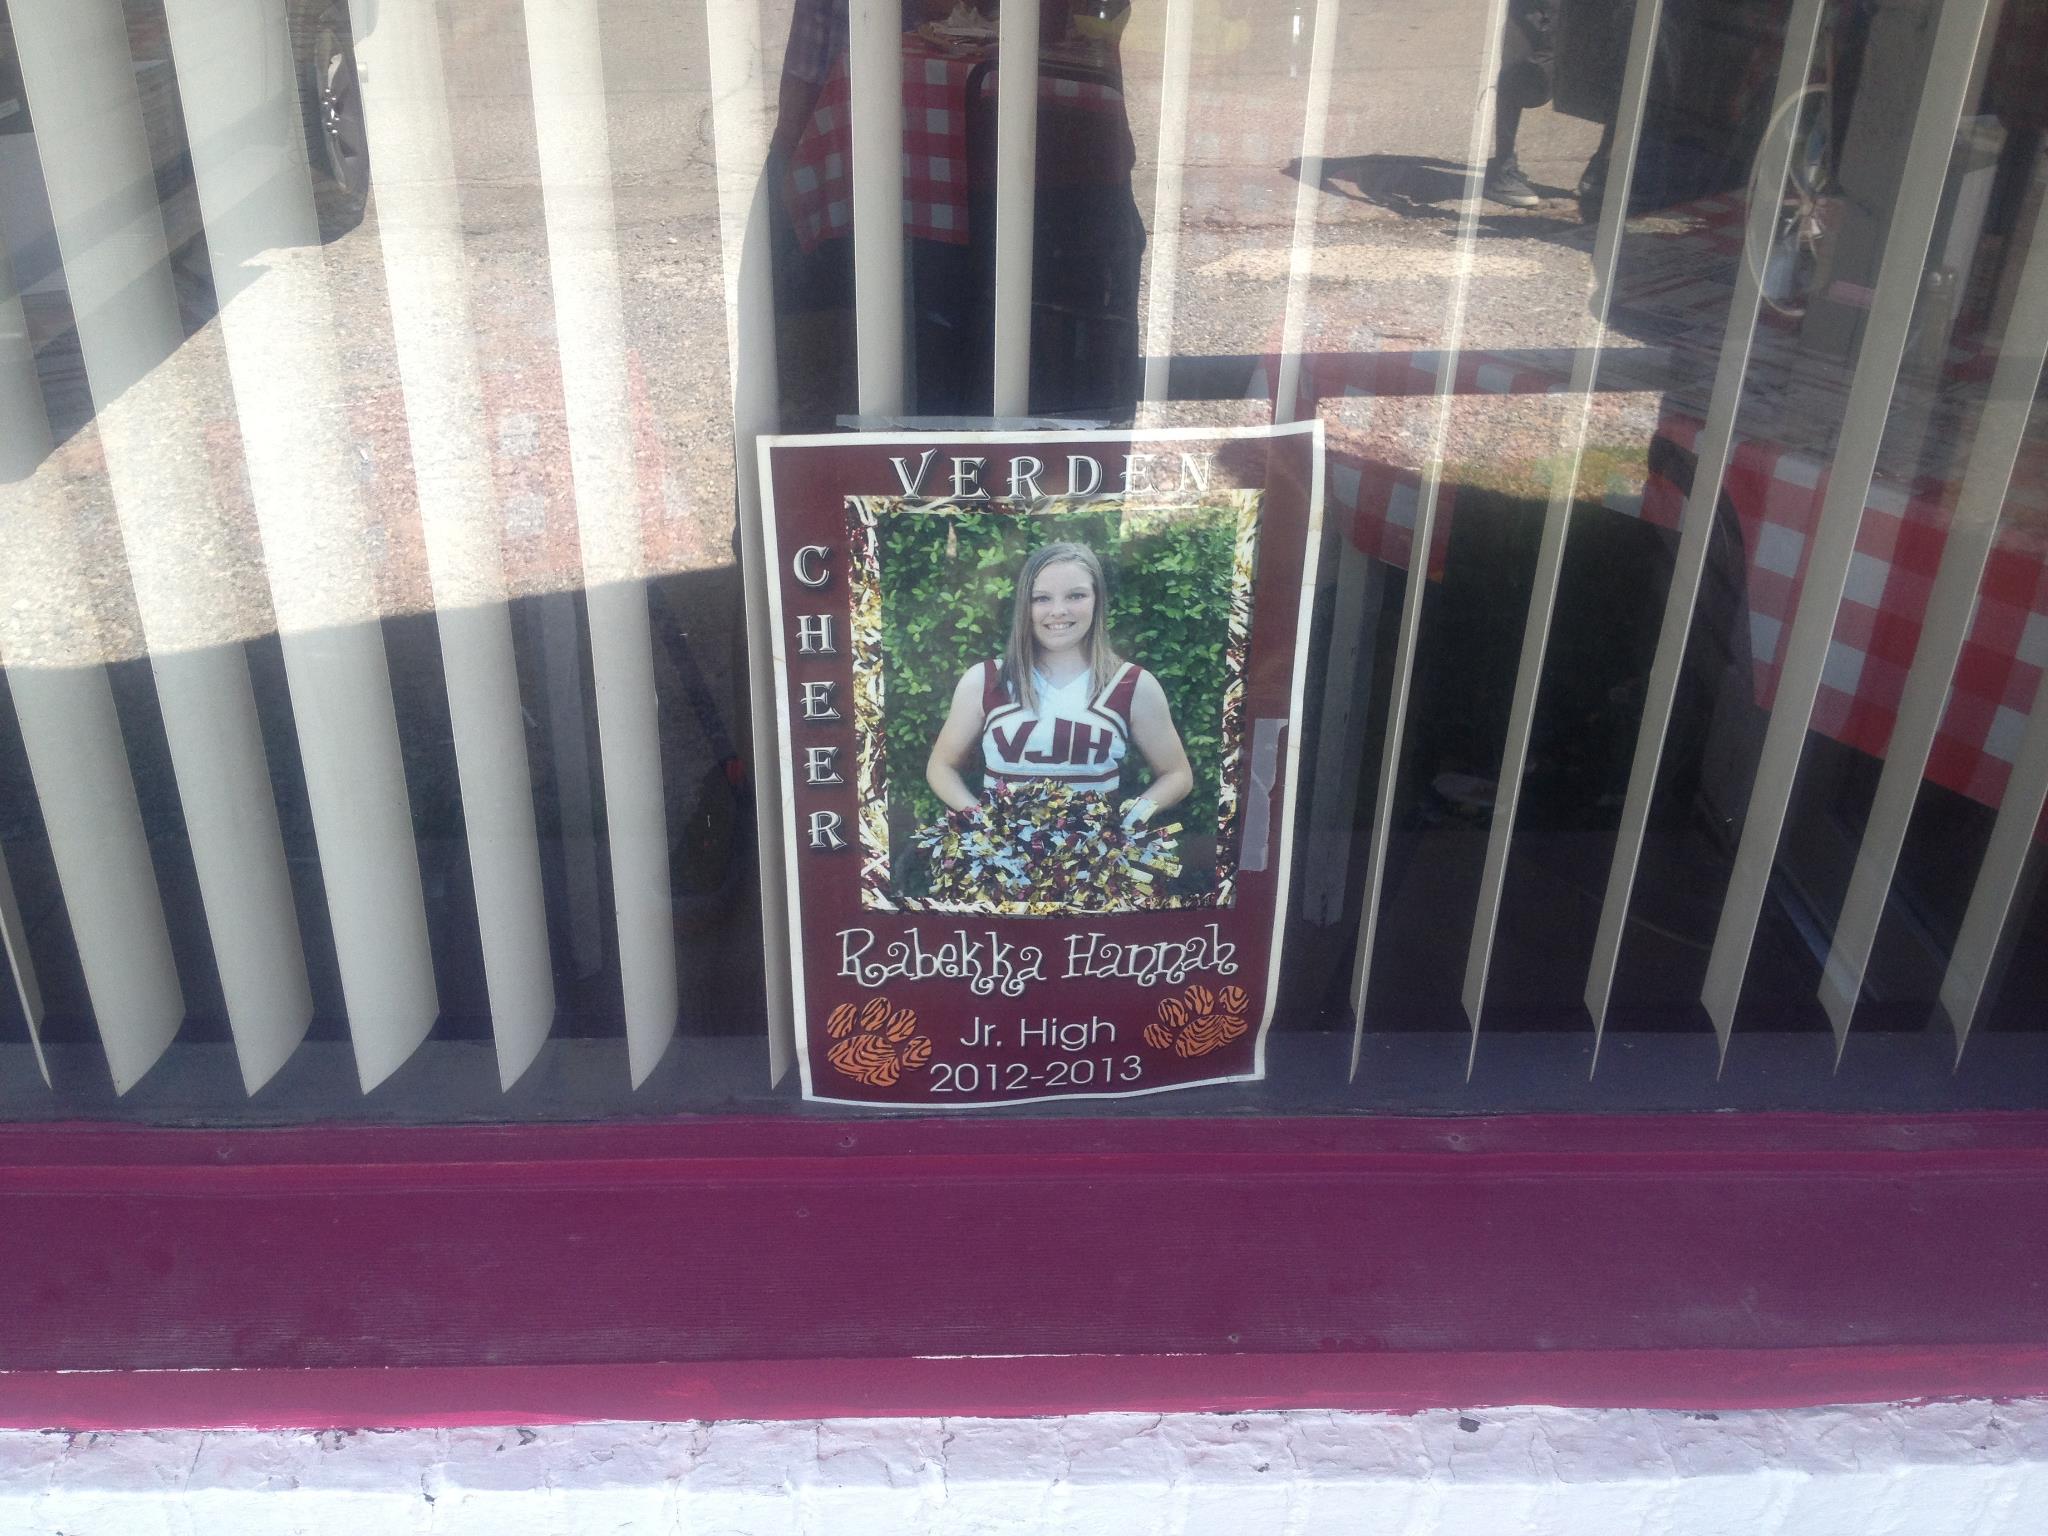 VERDEN
CHEER
VJH
Rabekka Hannah
Jr. High
2012-2013